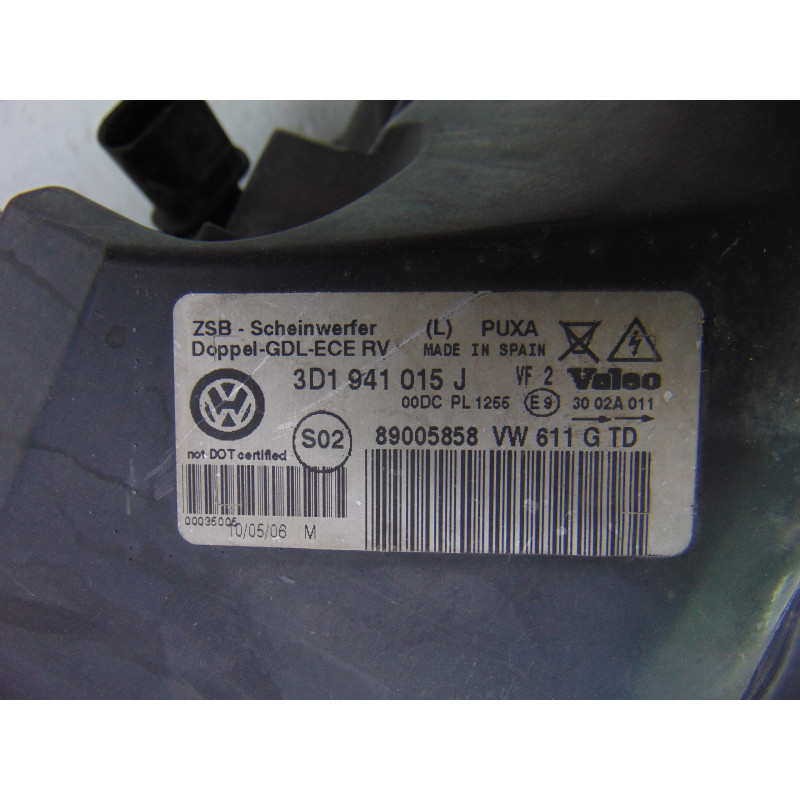 ZSB - Scheinwerfer (L) PUXA
Doppel-GDL-ECE RV MADE IN SPAIN
3D1 941 015 J VF 2 Valeo
00DC PL 1255 E9 30 02A 011
S02 89005858 VW 611 G TD
not DOT certified
00035005
10/05/06 M